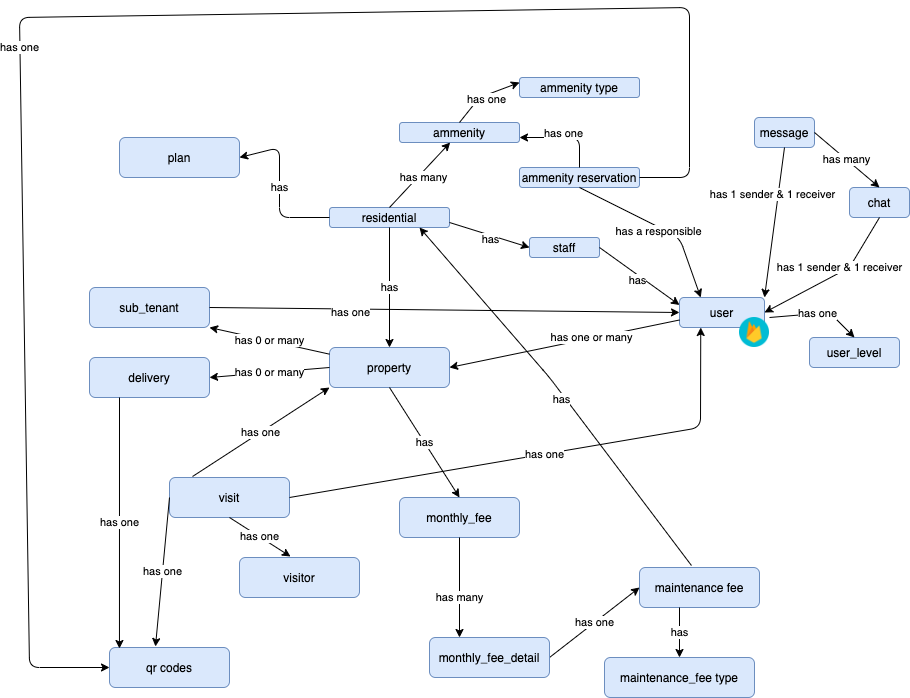 has one
ammenity type
has one
ammenity
has one
message
plan
has many
has many
ammenity reservation
has
has 1 sender & 1 receiver
chat
residential
has a responsible
has
staff
has 1 sender & 1 receiver
has
has
sub_tenant
has one
user
has one
has 0 or many
has one or many
user_level
property
delivery
has 0 or many
has
has one
has
has one
visit
monthly_fee
has one
has one
has one
visitor
maintenance fee
has many
has one
has
monthly_fee_detail
qr codes
maintenance_fee type